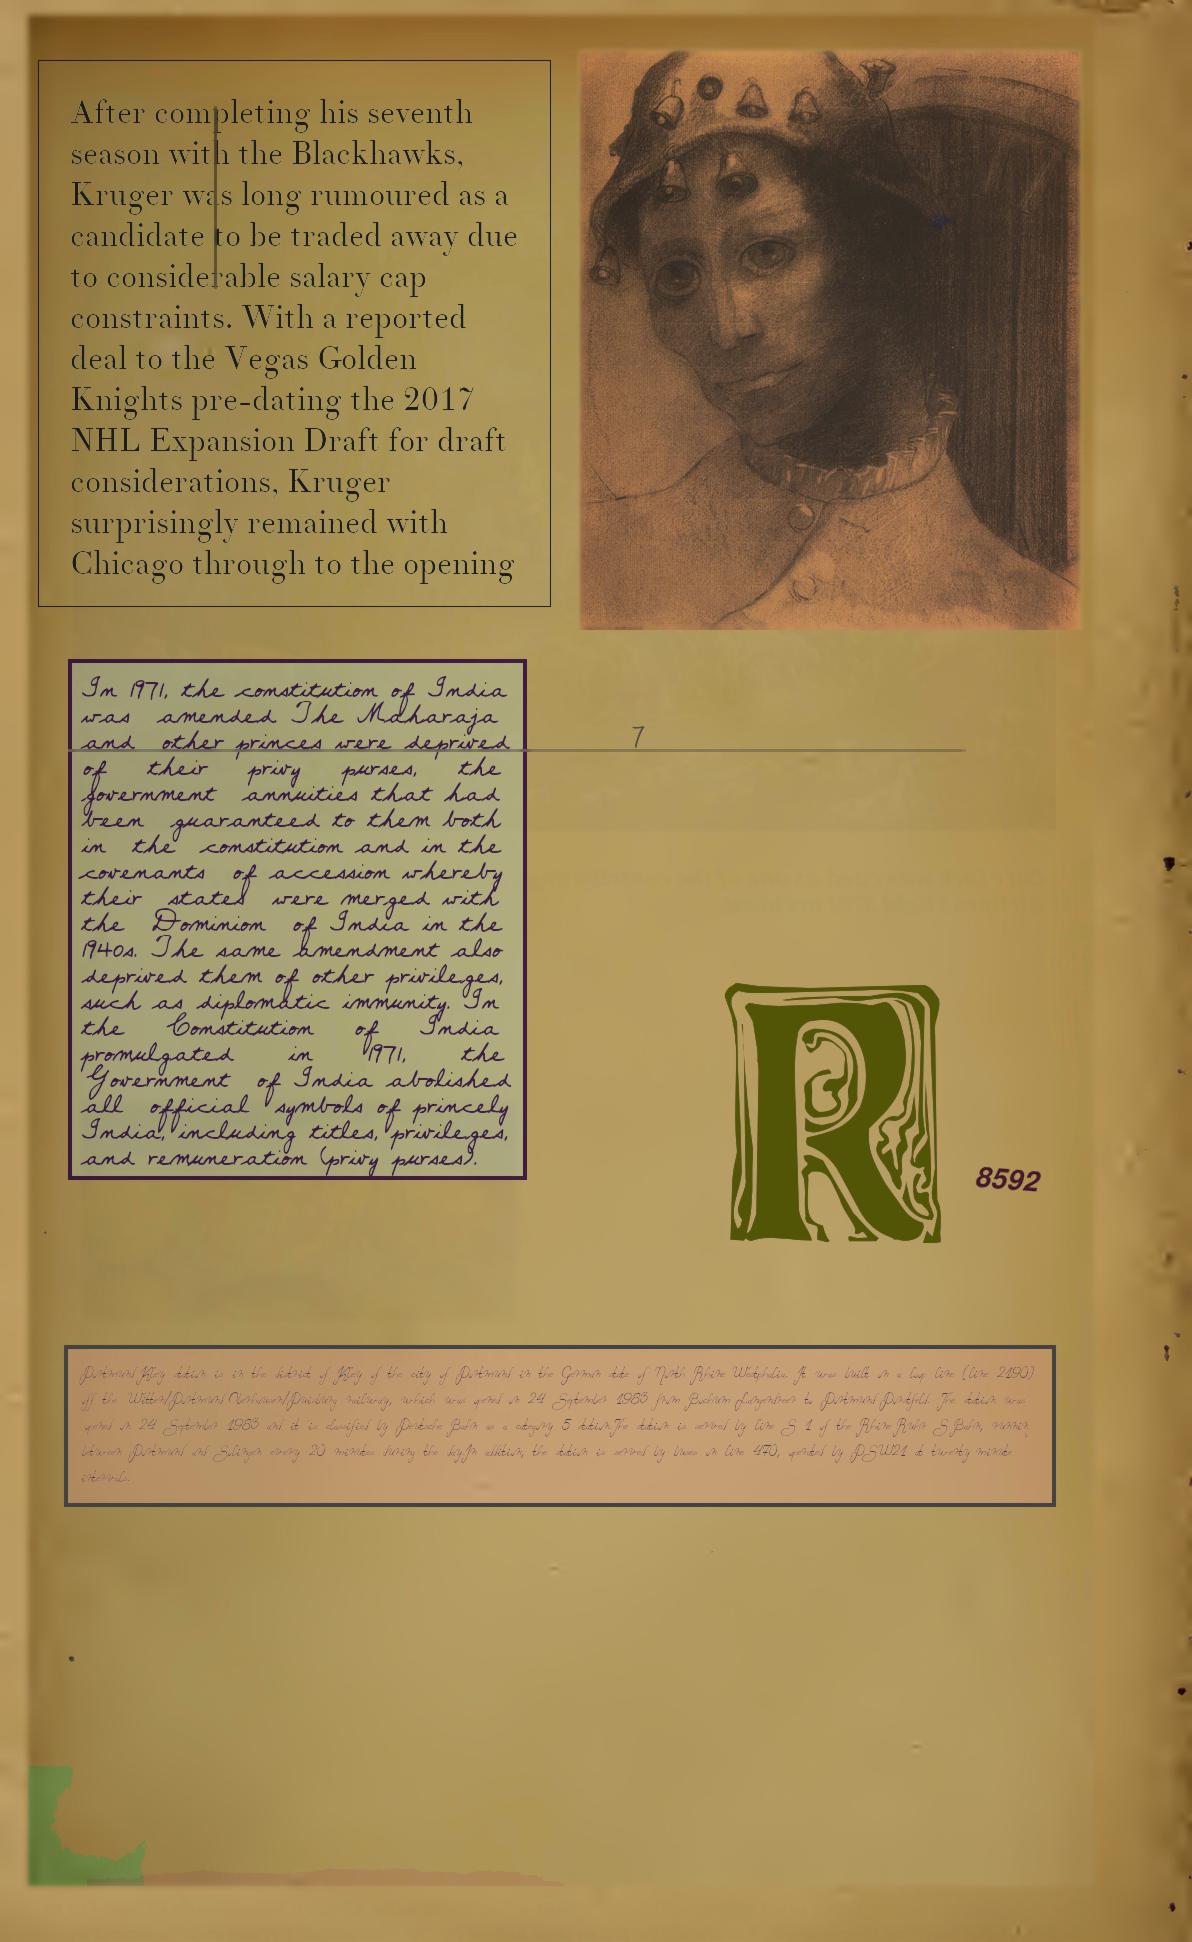 After completing his seventh
season with the Blackhawks,
Kruger was long rumoured as a
candidate to be traded away due
to considerable salary cap
constraints. With a reported
deal to the Vegas Golden
Knights pre-dating the 2017
NHL Expansion Draft for draft
considerations, Kruger
surprisingly remained with
Chicago through to the opening
In 1971, the constitution of India
was amended The Maharaja
and other princes were deprived
of their privy purses, the
government annuities that had
been guaranteed to them both
in the constitution and in the
covenants of accession whereby
their states were merged with
the Dominion of India in the
1940s. The same amendment also
deprived them of other privileges,
such as diplomatic immunity. In
the Constitution of India
promulgated in 1971, the
Government of India abolished
all official symbols of princely
India, including titles, privileges,
and remuneration (privy purses).
7
R
8592
station is in the district of of the city of Dortmund in the German state of North Rhine Westphalia. It was built on a loop line (line 2190)
off the Witten/Dortmund Oberhausen/Duisburg railway, which was opened on 24 September 1983 from Bochum Langendreer to Dortmund Dorstfeld. The station was
opened on 24 September 1983 and it is classified by Deutsche Bahn as a category 5 station.The station is served by line S 1 of the Rhine Ruhr S Bahn, running
between Dortmund and Solingen every 20 minutes during the day.In addition, the station is served by buses on line 470, operated by DSW21 at twenty minute
intervals.